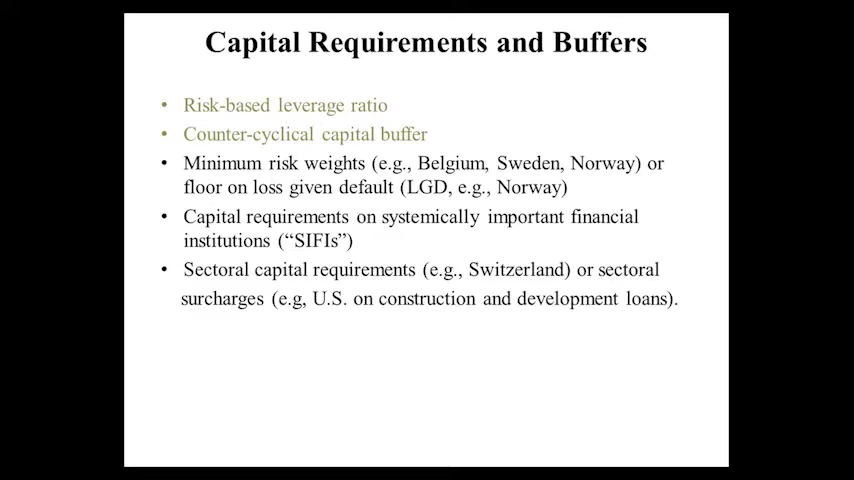 Capital Requirements and Buffers
• Risk-based leverage ratio
• Counter-cyclical capital buffer
• Minimum risk weights (e.g., Belgium, Sweden, Norway) or
floor on loss given default (LGD, e.g., Norway)
• Capital requirements on systemically important financial
institutions (“SIFIs”)
• Sectoral capital requirements (e.g., Switzerland) or sectoral
surcharges (e.g, U.S. on construction and development loans).